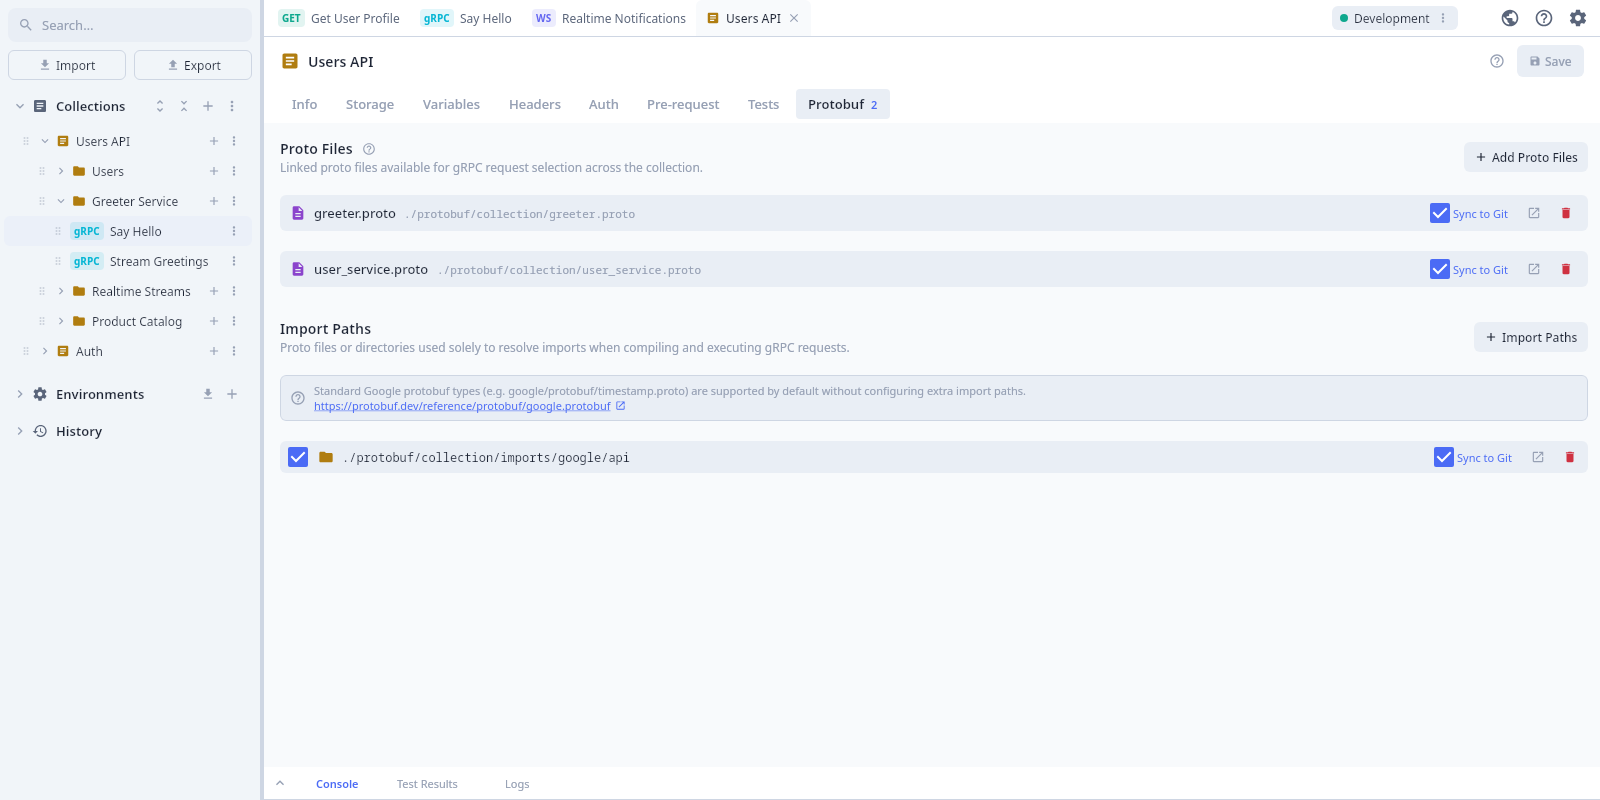 Search...
Import
Export
Collections
Users API
Users
Greeter Service
gRPC Say Hello
gRPC Stream Greetings
Realtime Streams
Product Catalog
Auth
Environments
History
GET Get User Profile
gRPC Say Hello
WS Realtime Notifications
Users API
Development
Users API
Save
Info
Storage
Variables
Headers
Auth
Pre-request
Tests
Protobuf 2
Proto Files
Linked proto files available for gRPC request selection across the collection.
Add Proto Files
greeter.proto ./protobuf/collection/greeter.proto
Sync to Git
user_service.proto ./protobuf/collection/user_service.proto
Sync to Git
Import Paths
Proto files or directories used solely to resolve imports when compiling and executing gRPC requests.
Import Paths
Standard Google protobuf types (e.g. google/protobuf/timestamp.proto) are supported by default without configuring extra import paths.
https://protobuf.dev/reference/protobuf/google.protobuf
./protobuf/collection/imports/google/api
Sync to Git
Console
Test Results
Logs